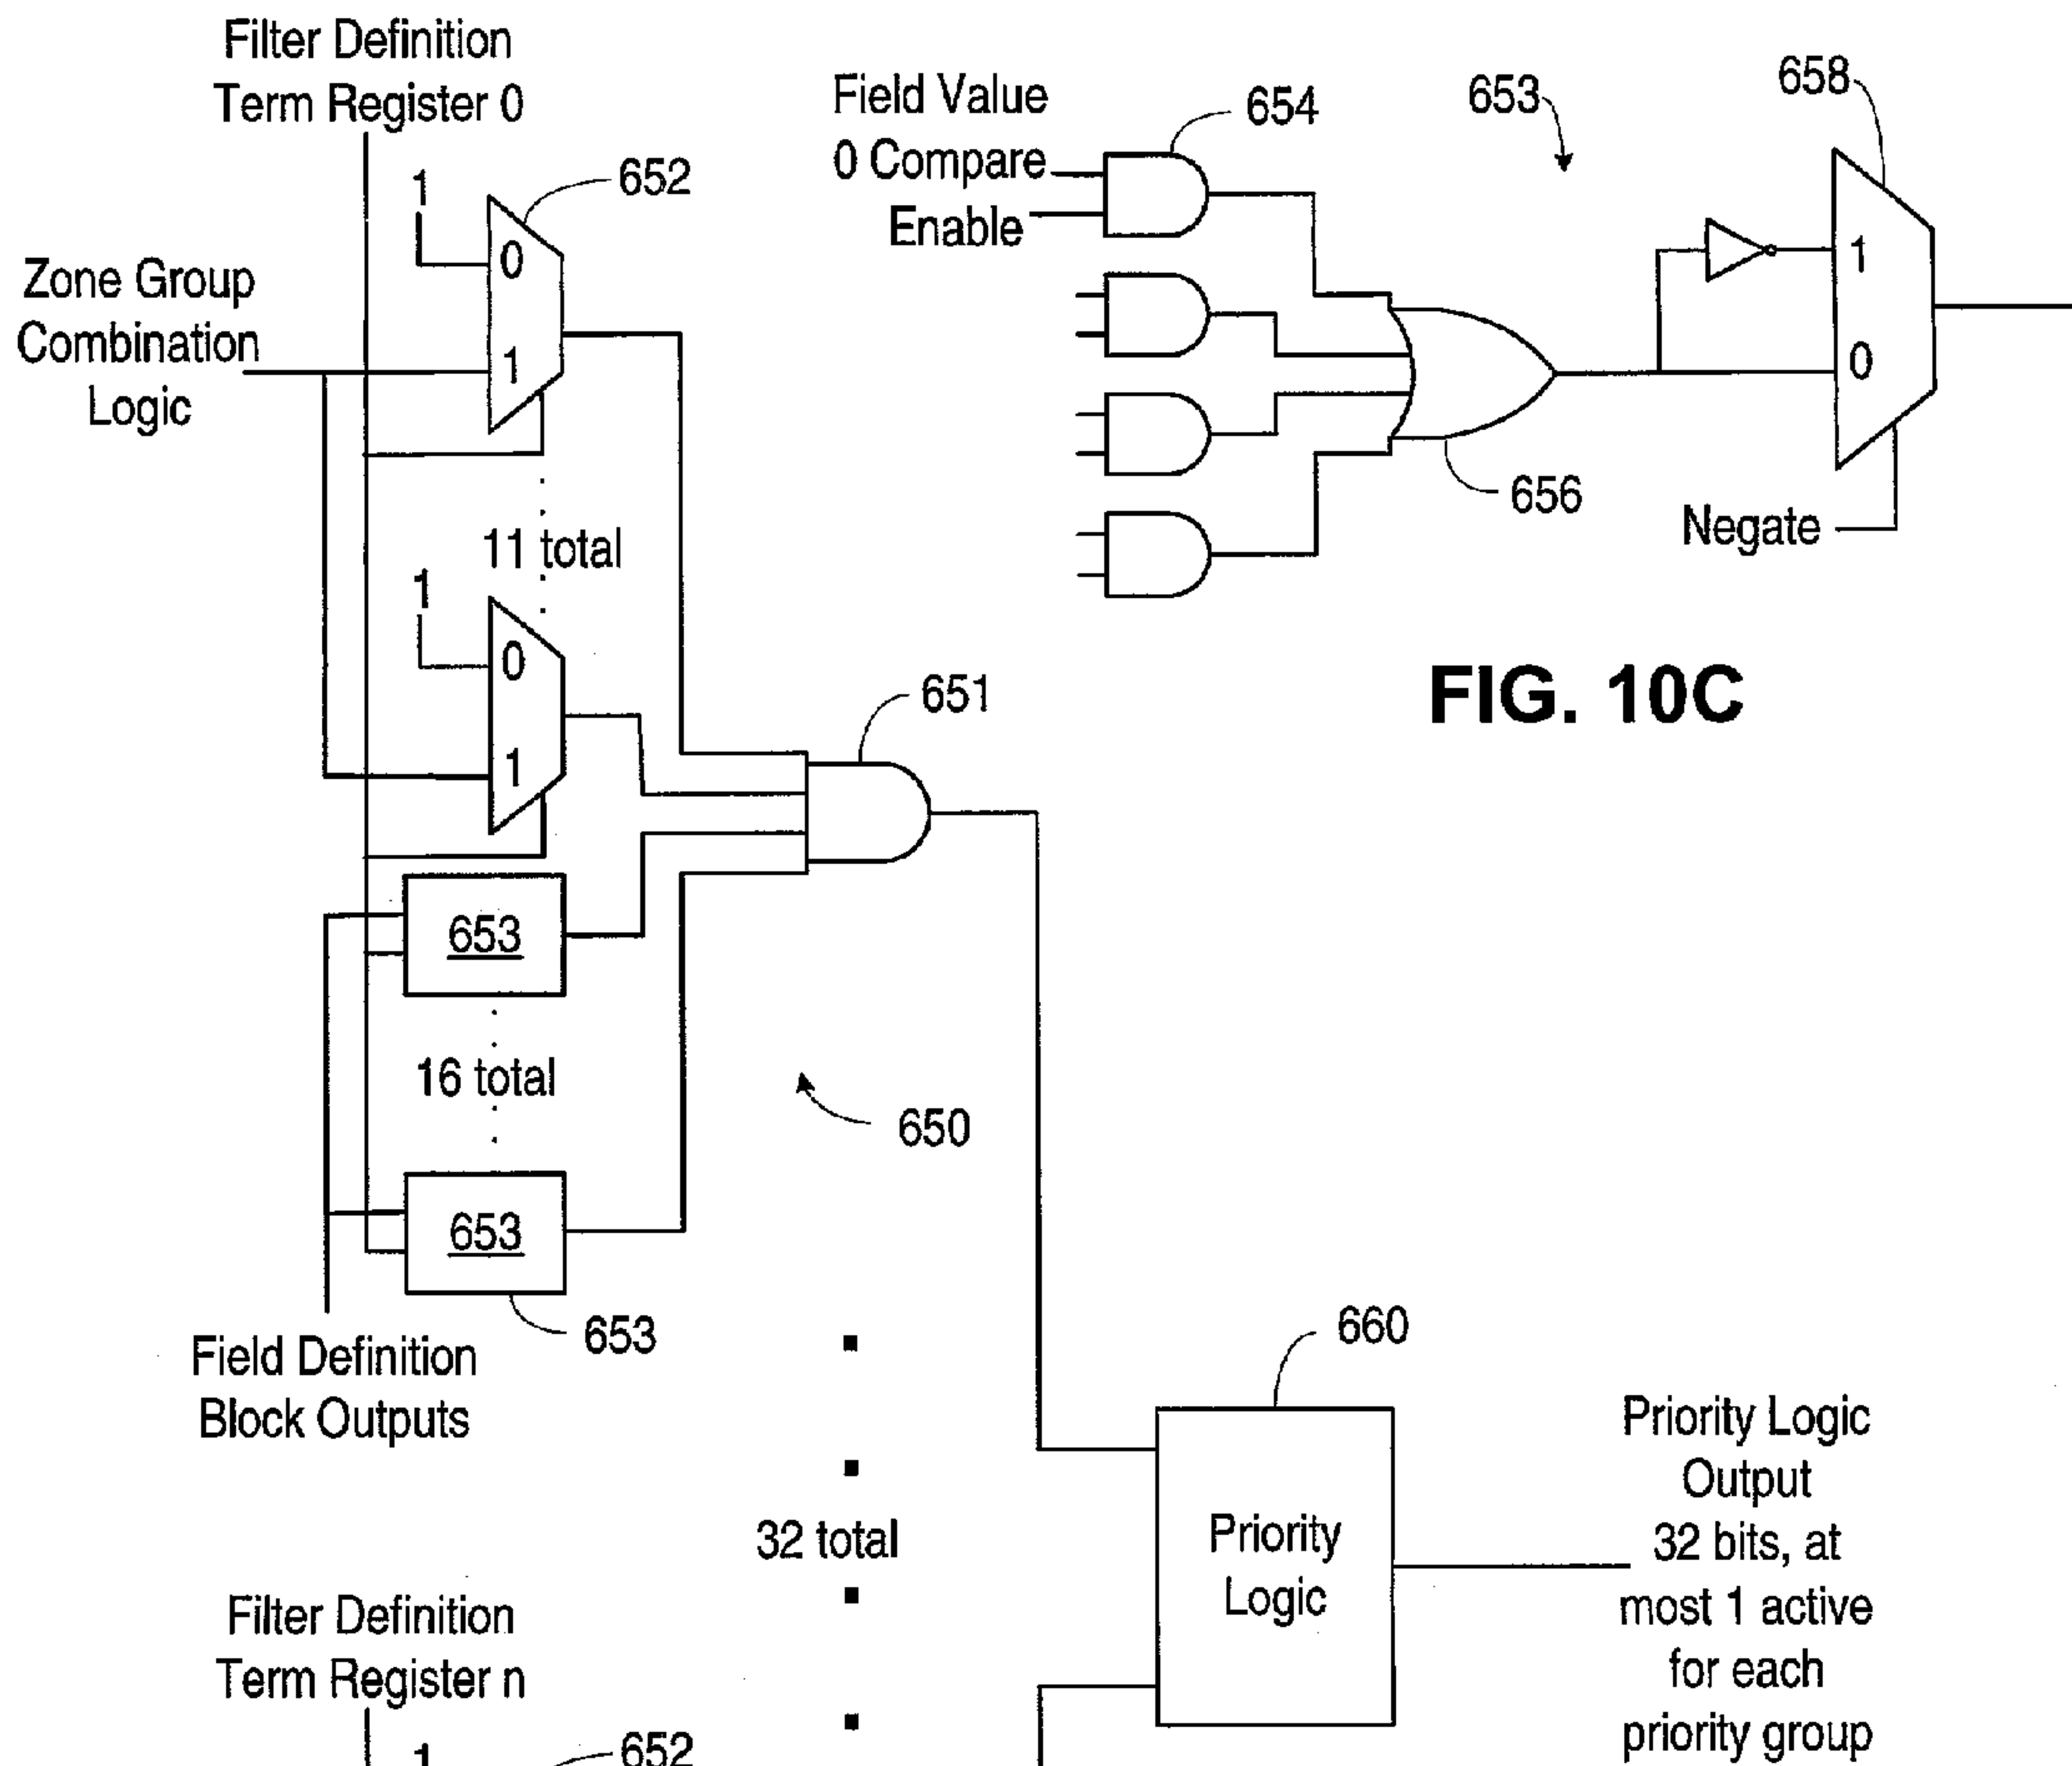 Filter Definition
Term Register 0
1
652
0
Zone Group
Combination
Logic
1
11 total
1
0
1
651
653
16 total
650
653
653
Field Definition
Block Outputs
32 total
Filter Definition
Term Register n
1
652
Field Value
0 Compare
Enable
654
653
658
1
0
656
Negate
FIG. 10C
660
Priority
Logic
Priority Logic
Output
32 bits, at
most 1 active
for each
priority group